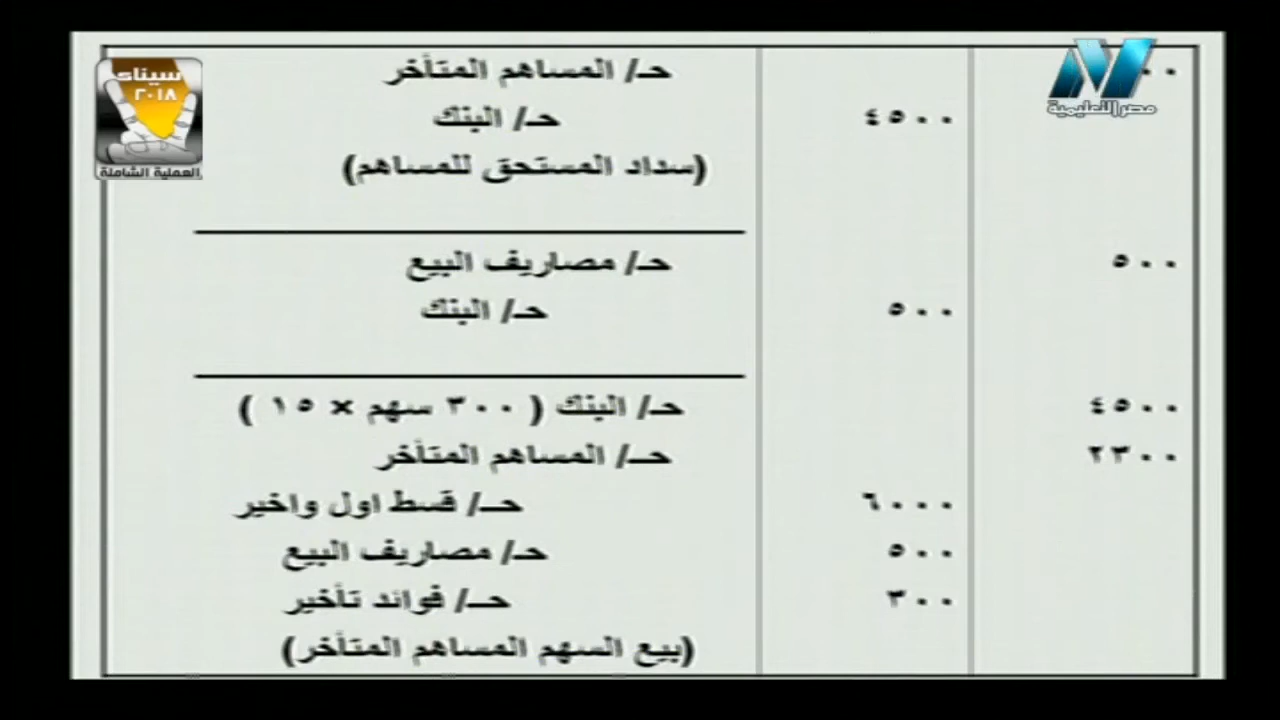 سيناء
٢٠١٨
العملية الشاملة
مصر التعليمية
حـ/ المساهم المتأخر
٤٥٠٠ حـ/ البنك
(سداد المستحق للمساهم)
٥٠٠ حـ/ مصاريف البيع
٥٠٠ حـ/ البنك
٤٥٠٠ حـ/ البنك ( ٣٠٠ سهم × ١٥ )
٢٣٠٠ حـ/ المساهم المتأخر
٦٠٠٠ حـ/ قسط اول واخير
٥٠٠ حـ/ مصاريف البيع
٣٠٠ حـ/ فوائد تأخير
(بيع السهم المساهم المتأخر)